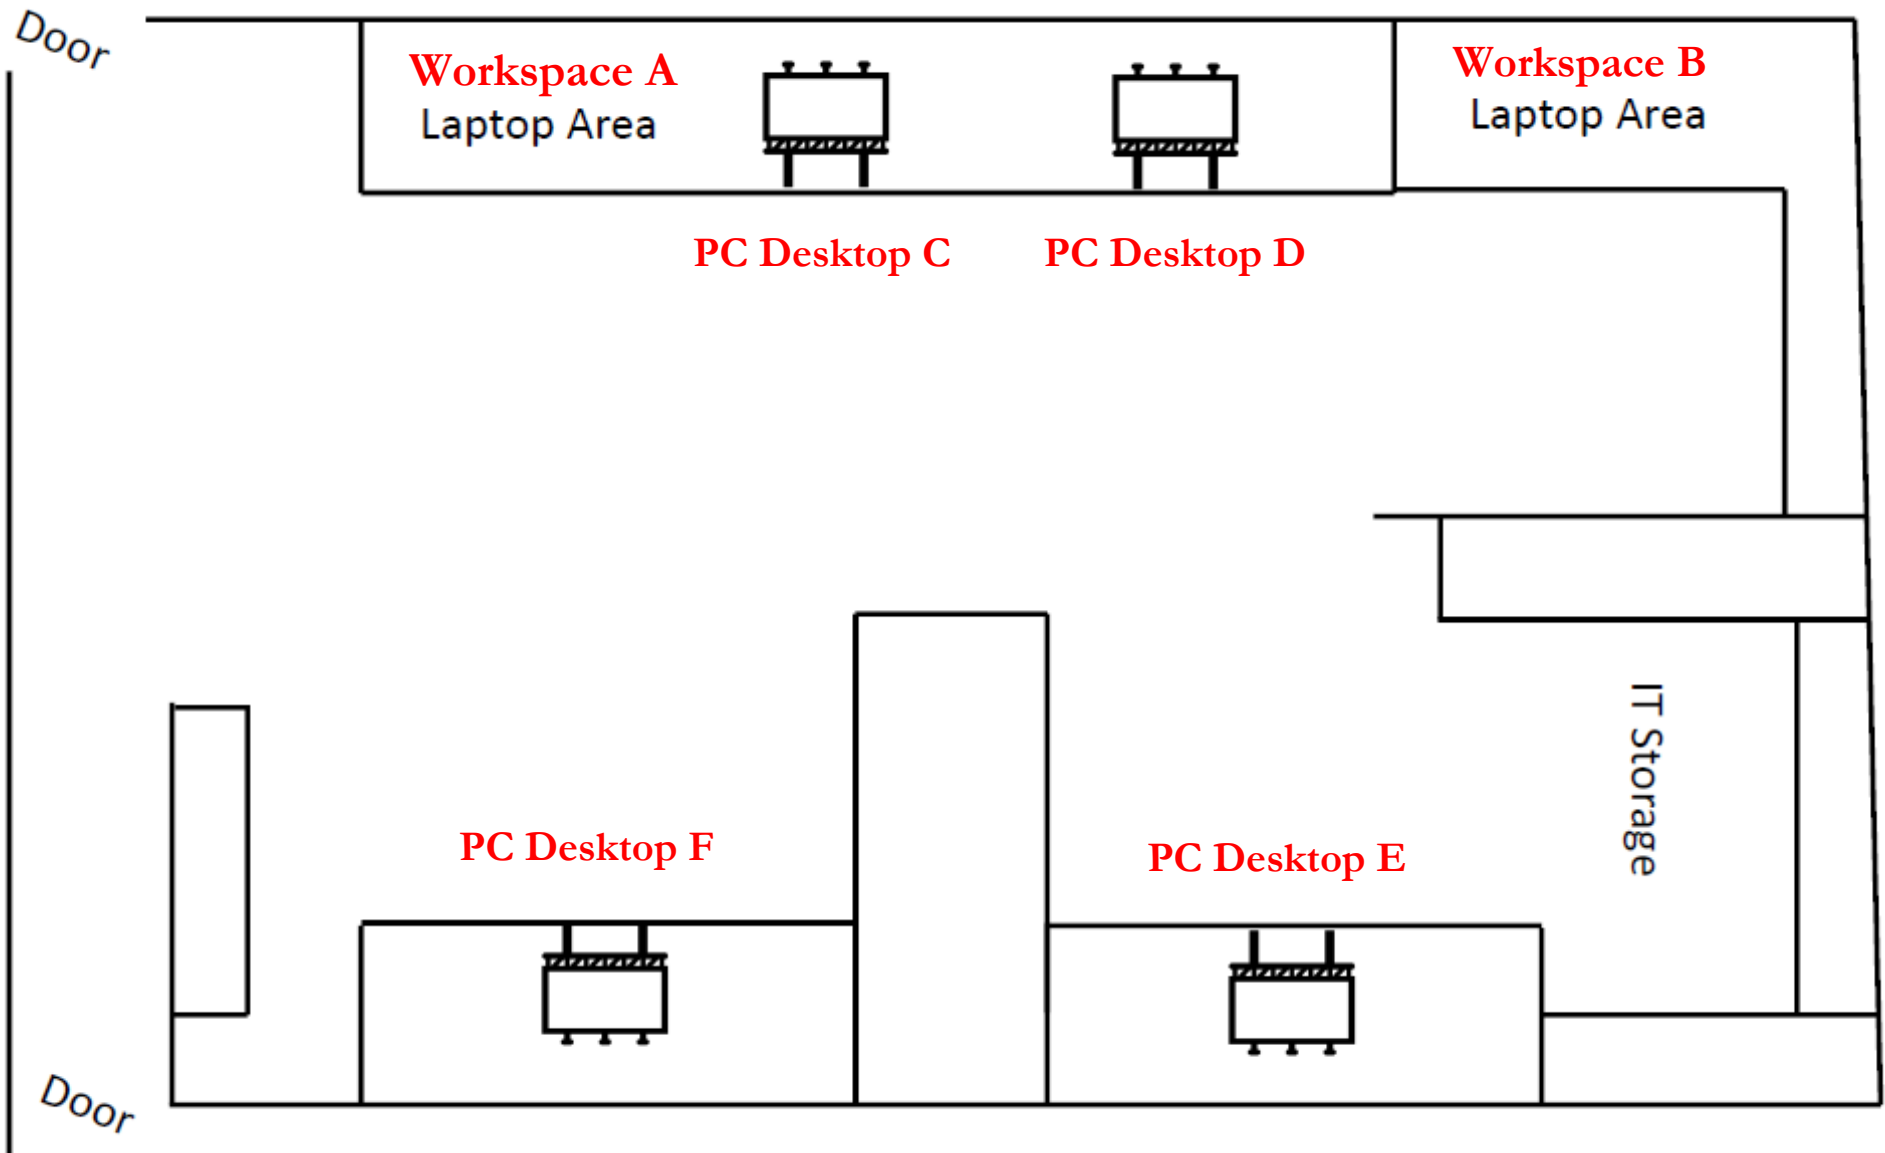 Door
Workspace A
Laptop Area
Workspace B
Laptop Area
PC Desktop C
PC Desktop D
IT Storage
PC Desktop F
PC Desktop E
Door